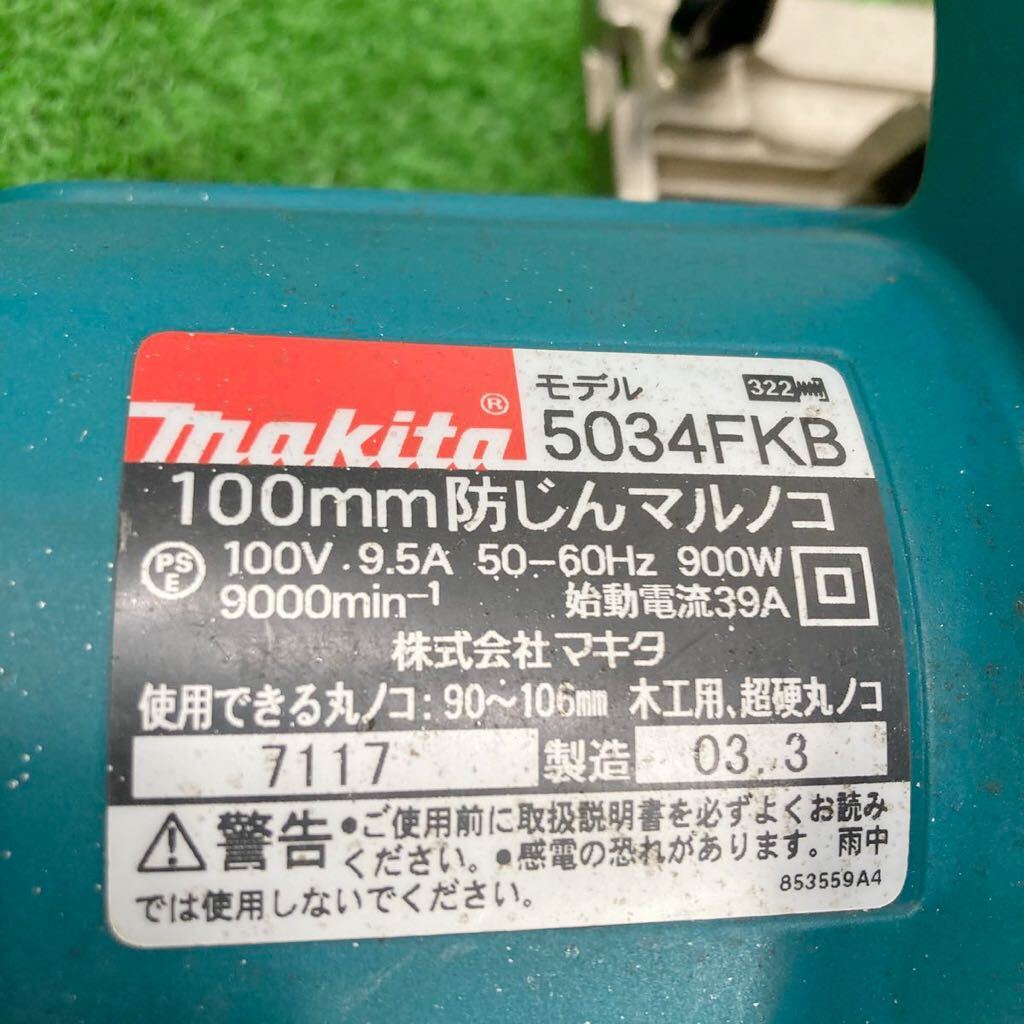 makita®
モデル 322
5034FKB
100mm防じんマルノコ
PSE 100V 9.5A 50-60Hz 900W
9000min⁻¹ 始動電流39A
株式会社マキタ
使用できる丸ノコ:90～106mm 木工用、超硬丸ノコ
7117 製造 03.3
警告 •ご使用前に取扱説明書を必ずよくお読み
ください。•感電の恐れがあります。雨中
では使用しないでください。
853559A4